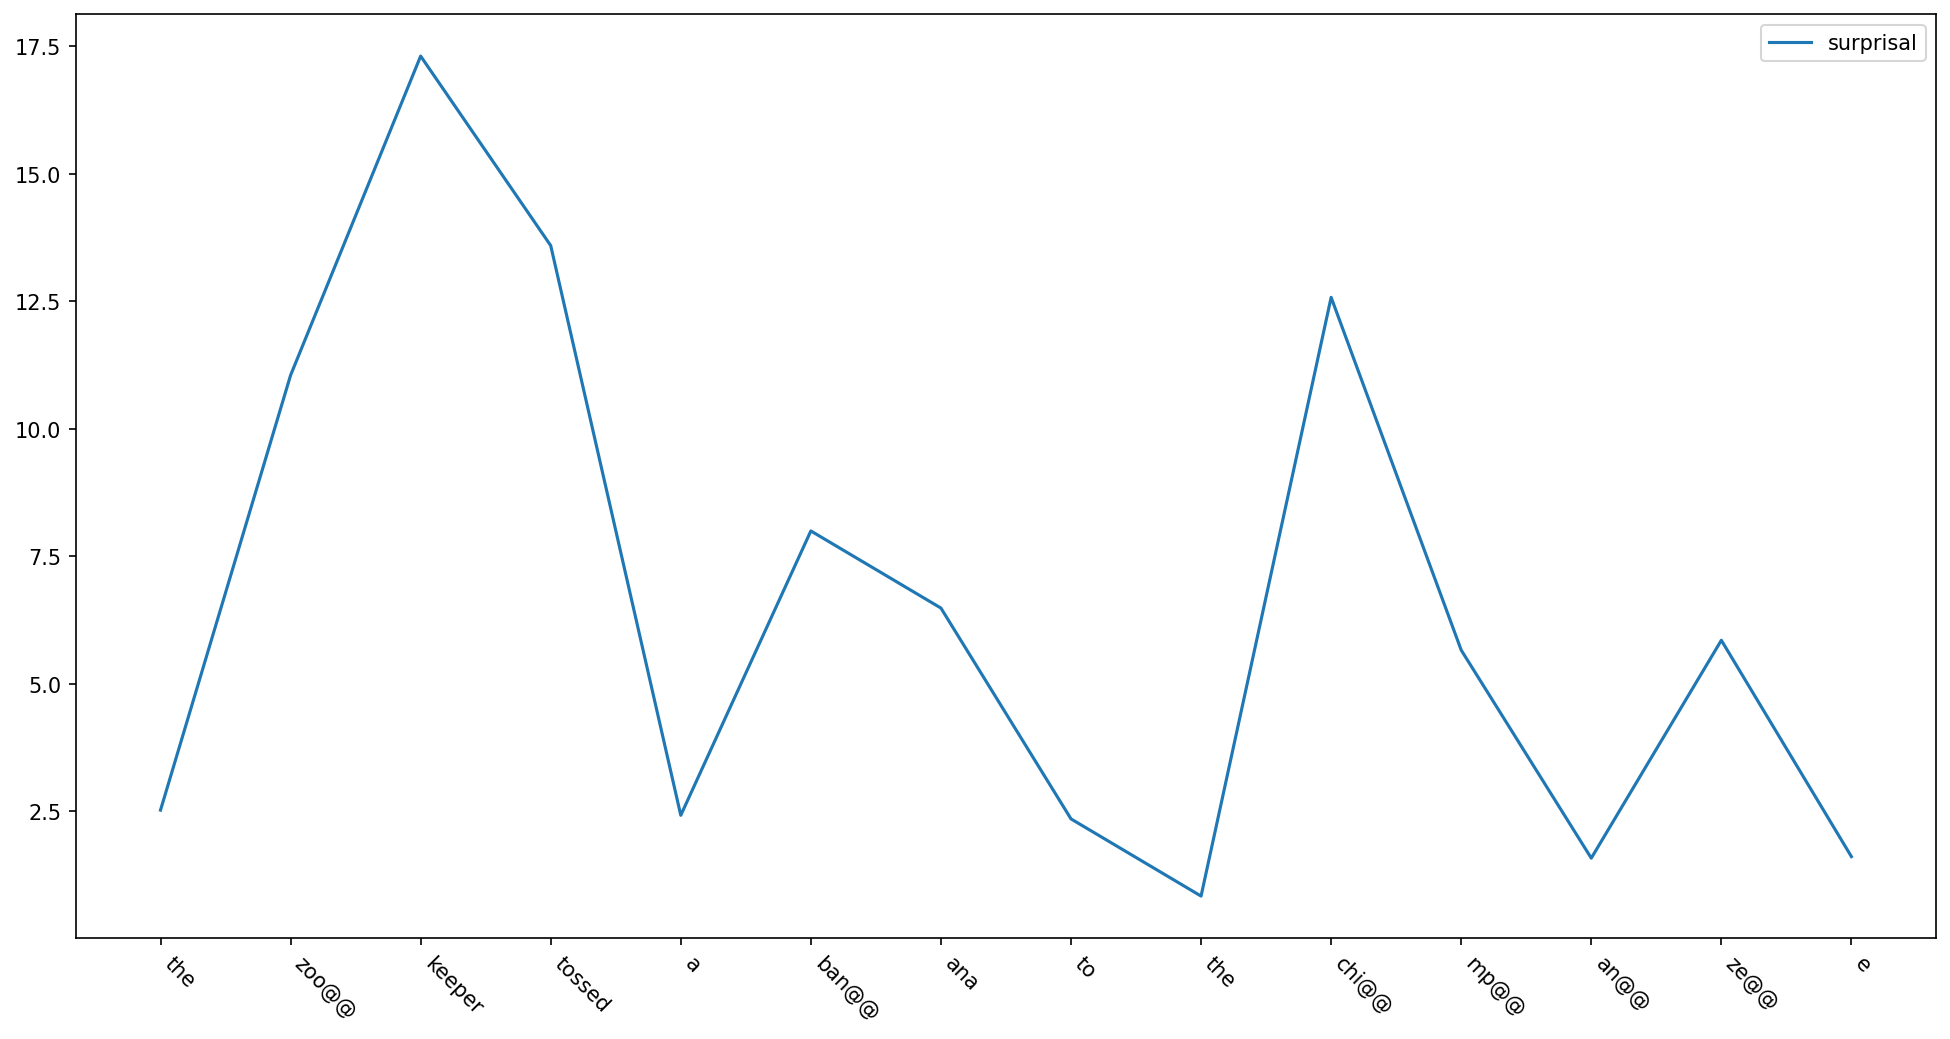 surprisal
17.5
15.0
12.5
10.0
7.5
5.0
2.5
the
zoo@@
keeper
tossed
a
ban@@
ana
to
the
chi@@
mp@@
an@@
ze@@
e